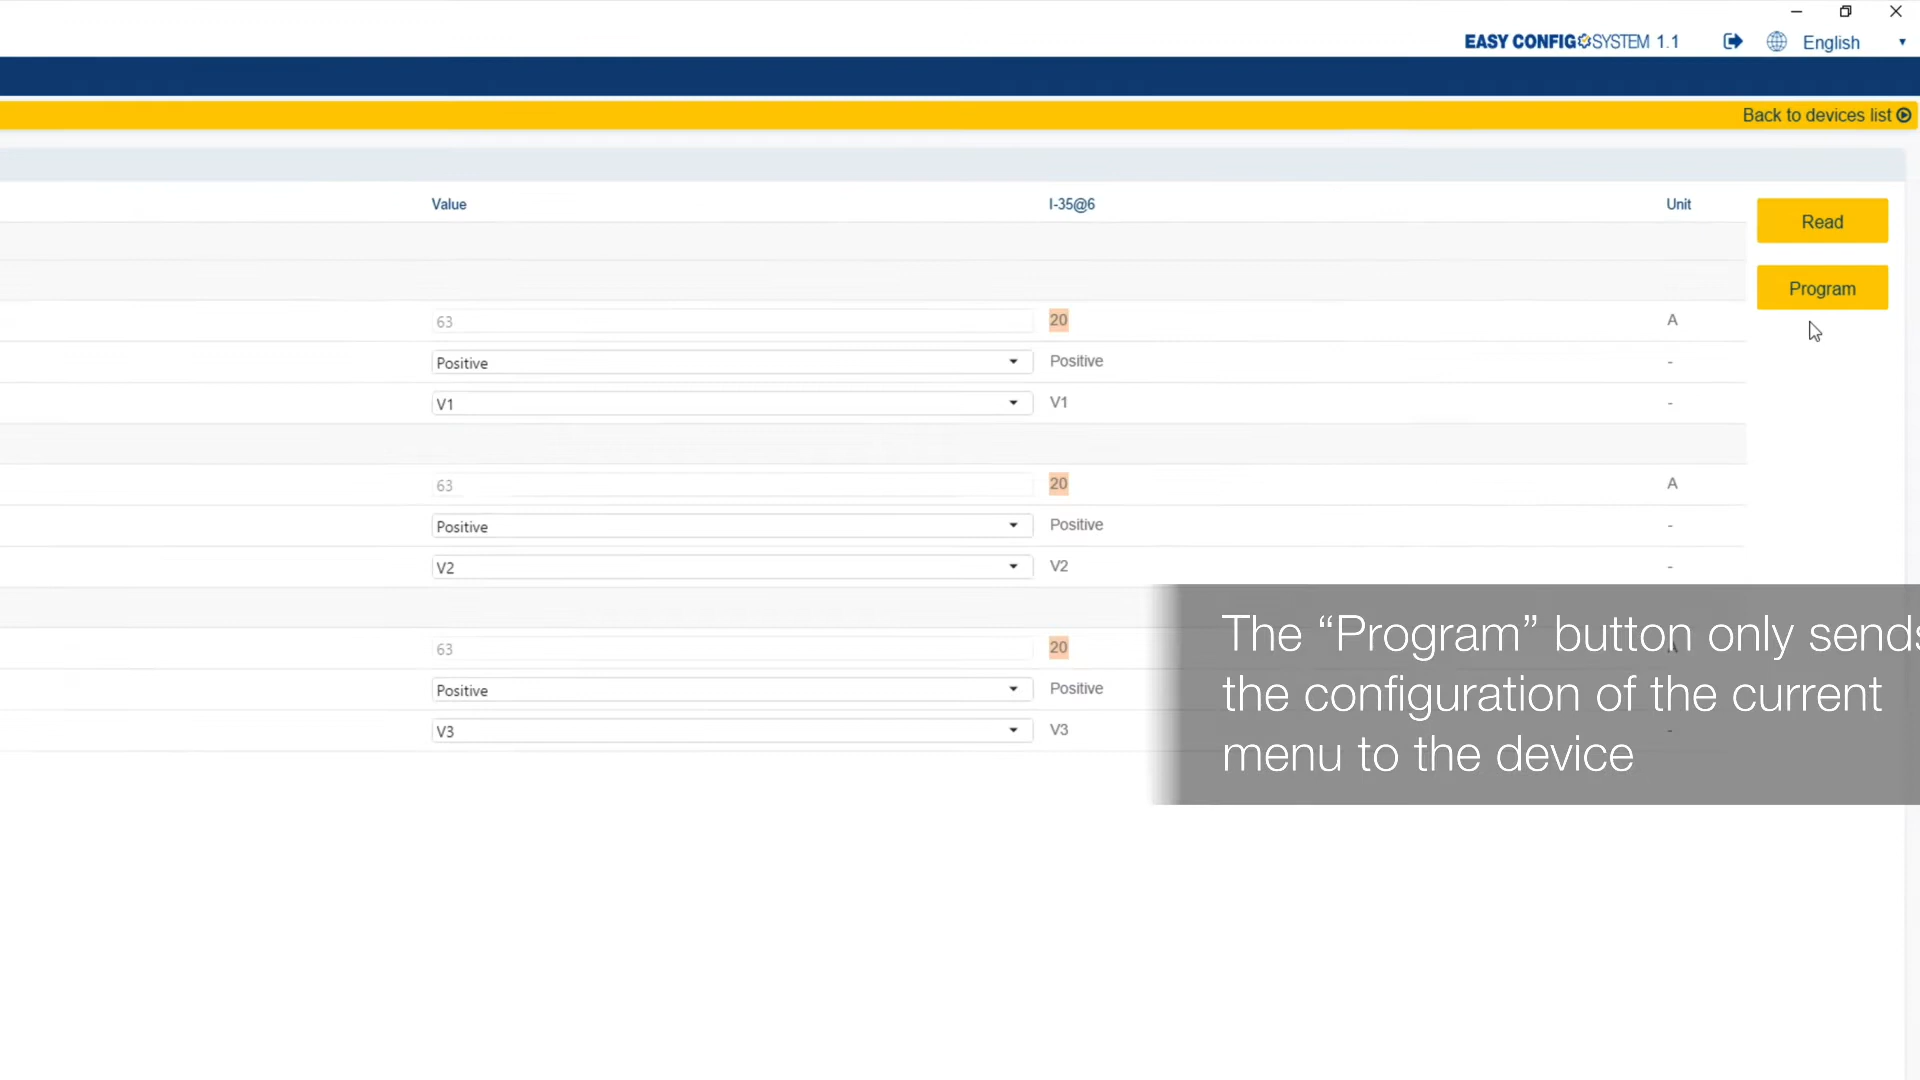 EASY CONFIG SYSTEM 1.1
English
Back to devices list
Value I-35@6 Unit
Read
Program
63 20 A
Positive Positive -
V1 V1 -
63 20 A
Positive Positive -
V2 V2 -
63 20 A
Positive Positive
V3 V3 -
The “Program” button only sends
the configuration of the current
menu to the device